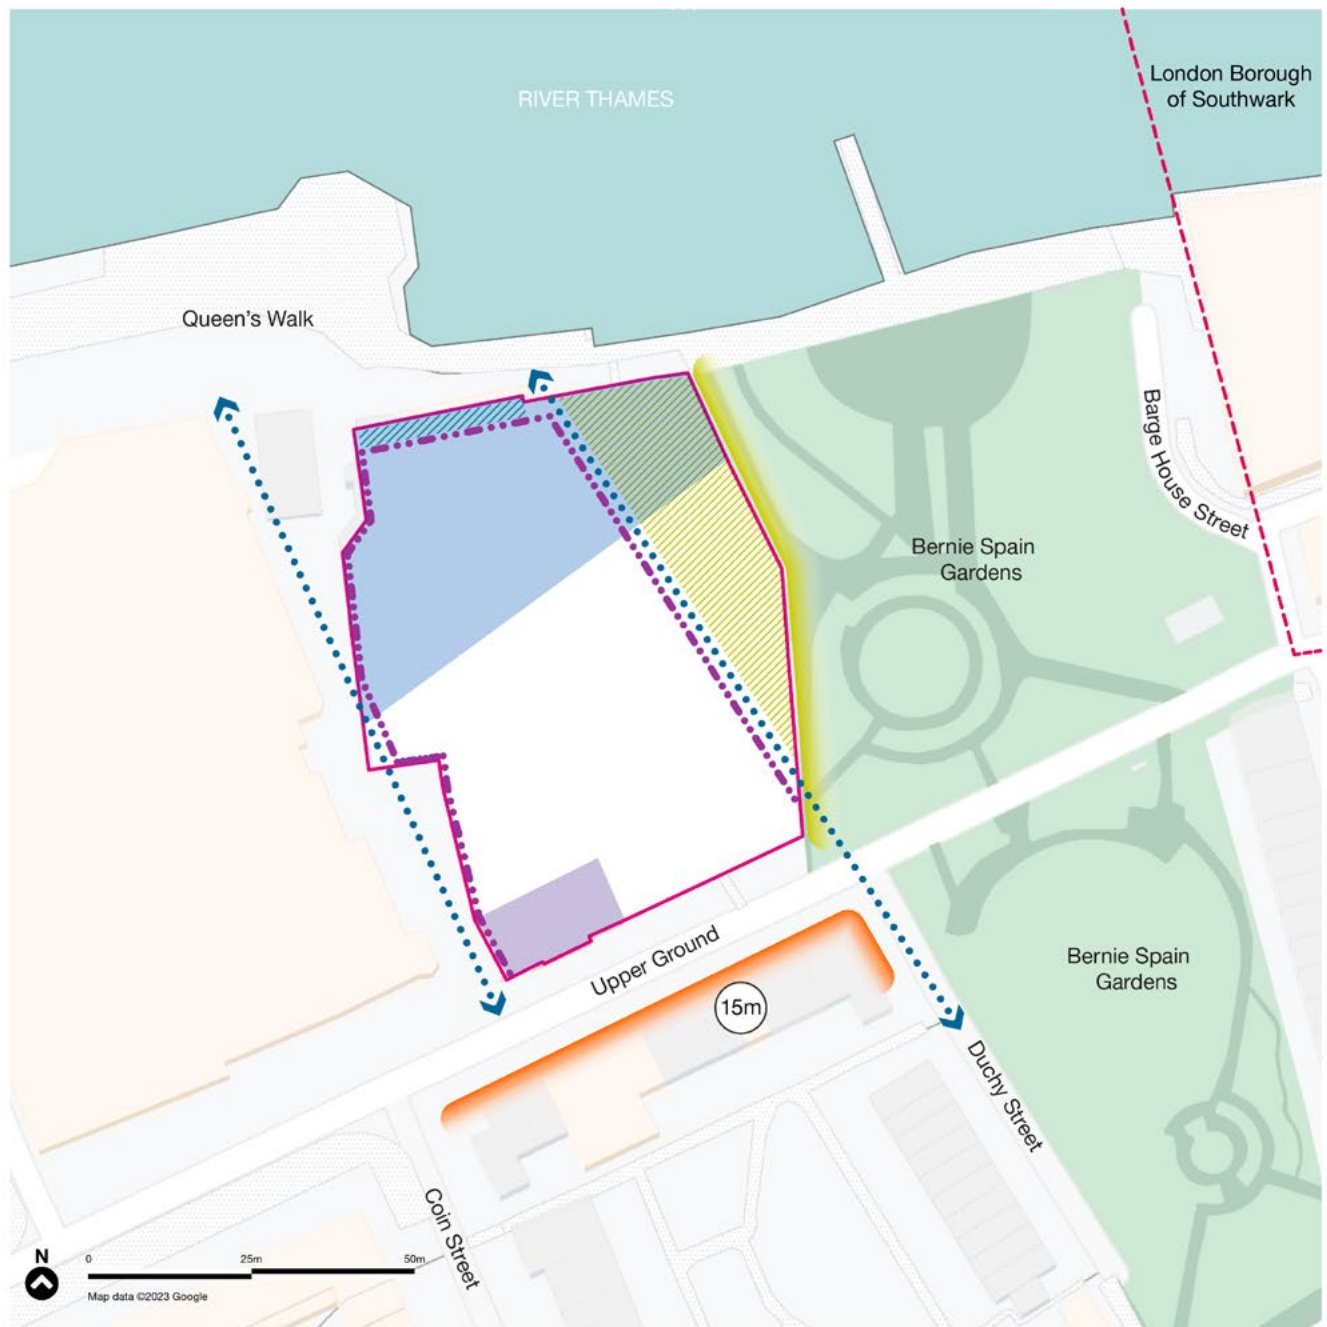 RIVER THAMES
London Borough
of Southwark
Queen's Walk
Barge House Street
Bernie Spain
Gardens
Upper Ground
15m
Bernie Spain
Gardens
Duchy Street
Coin Street
N
0 25m 50m
Map data ©2023 Google